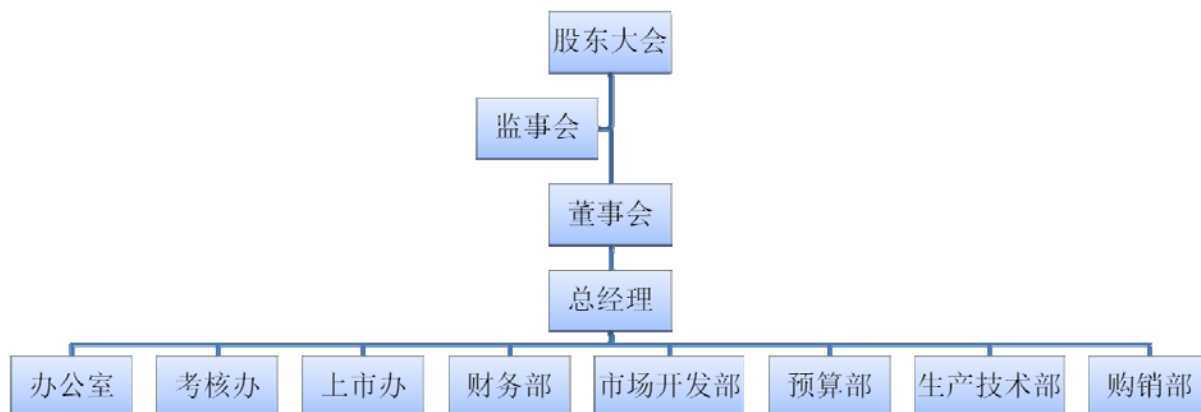 股东大会
监事会
董事会
总经理
办公室
考核办
上市办
财务部
市场开发部
预算部
生产技术部
购销部